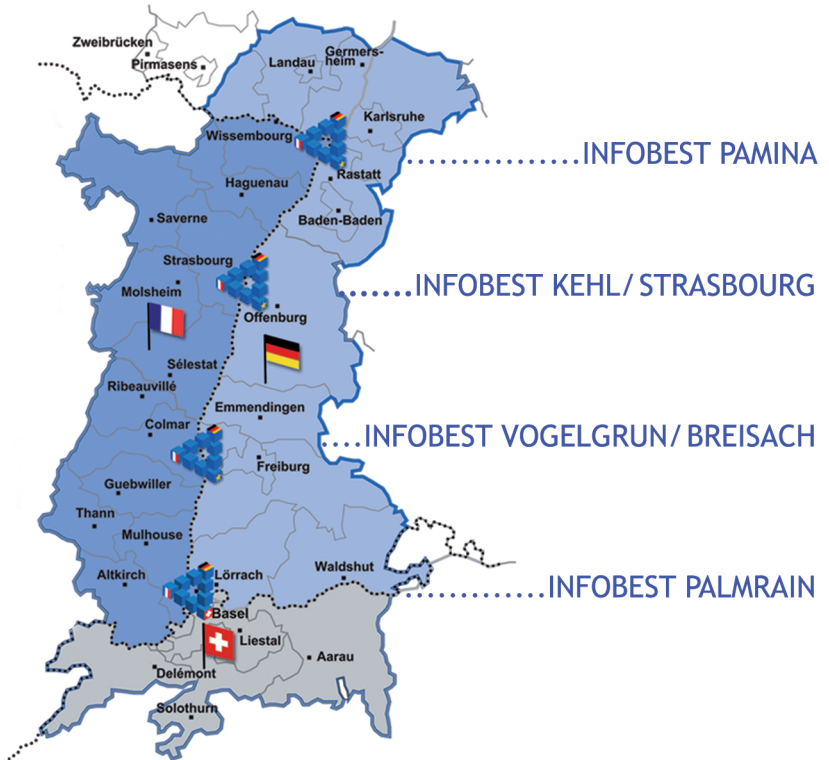 Zweibrücken
Pirmasens
Landau
Germers-
heim
Karlsruhe
Wissembourg
INFOBEST PAMINA
Rastatt
Haguenau
Baden-Baden
Saverne
Strasbourg
INFOBEST KEHL/ STRASBOURG
Molsheim
Offenburg
Sélestat
Ribeauvillé
Emmendingen
Colmar
INFOBEST VOGELGRUN/ BREISACH
Freiburg
Guebwiller
Thann
Mulhouse
Waldshut
Altkirch
Lörrach
INFOBEST PALMRAIN
Basel
Liestal
Aarau
Delémont
Solothurn